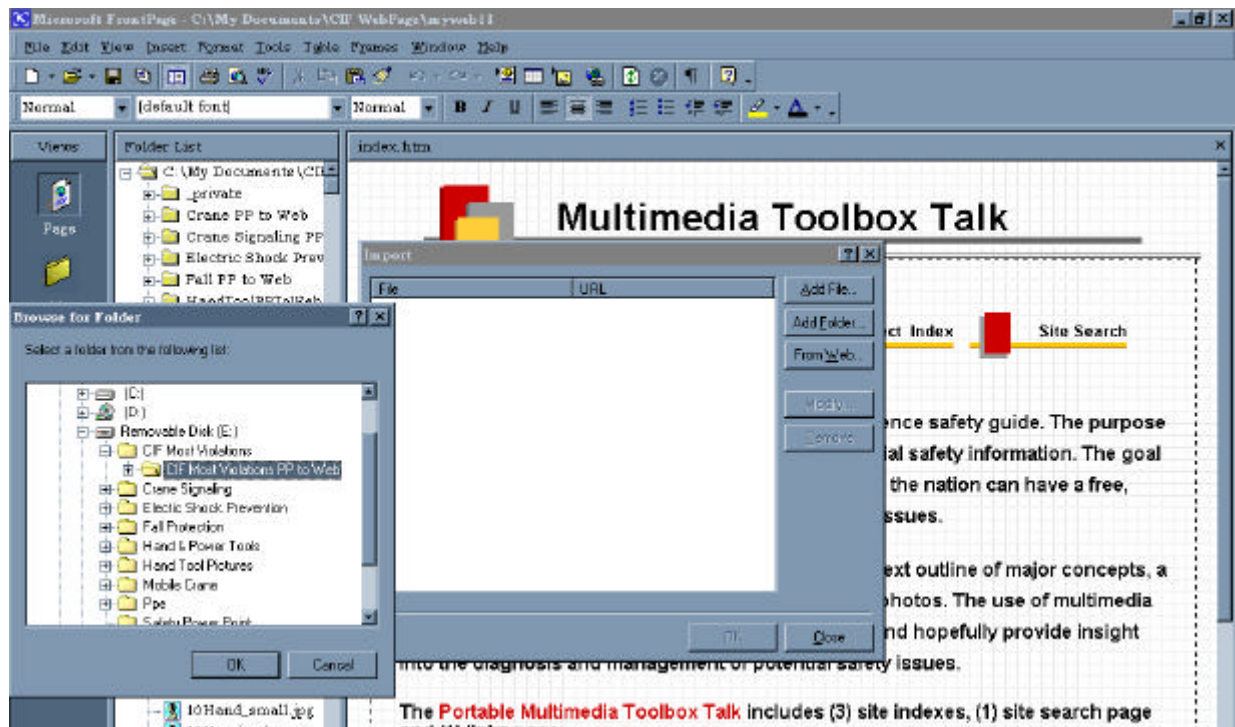 Microsoft FrontPage - C:\My Documents\CIF WebPage\myweb11
File Edit View Insert Format Tools Table Frames Window Help
Normal (default font) Normal B I U
Views
Page
Folder List
C:\My Documents\CIF
_private
Crane PP to Web
Crane Signaling PP
Electric Shock Prev
Fall PP to Web
HandToolPPToWeb
index.htm
Multimedia Toolbox Talk
Import
File URL
Add File...
Add Folder...
From Web...
Modify...
Remove
OK
Close
Browse for Folder
Select a folder from the following list:
(C:)
(D:)
Removable Disk (E:)
CIF Most Violations
CIF Most Violations PP to Web
Crane Signaling
Electic Shock Prevention
Fall Protection
Hand & Power Tools
Hand Tool Pictures
Mobile Crane
Ppe
Safety Power Point
OK Cancel
10Hand_small.jpg
ect Index Site Search
ence safety guide. The purpose
ial safety information. The goal
the nation can have a free,
ssues.
ext outline of major concepts, a
photos. The use of multimedia
nd hopefully provide insight
into the diagnosis and management of potential safety issues.
The Portable Multimedia Toolbox Talk includes (3) site indexes, (1) site search page